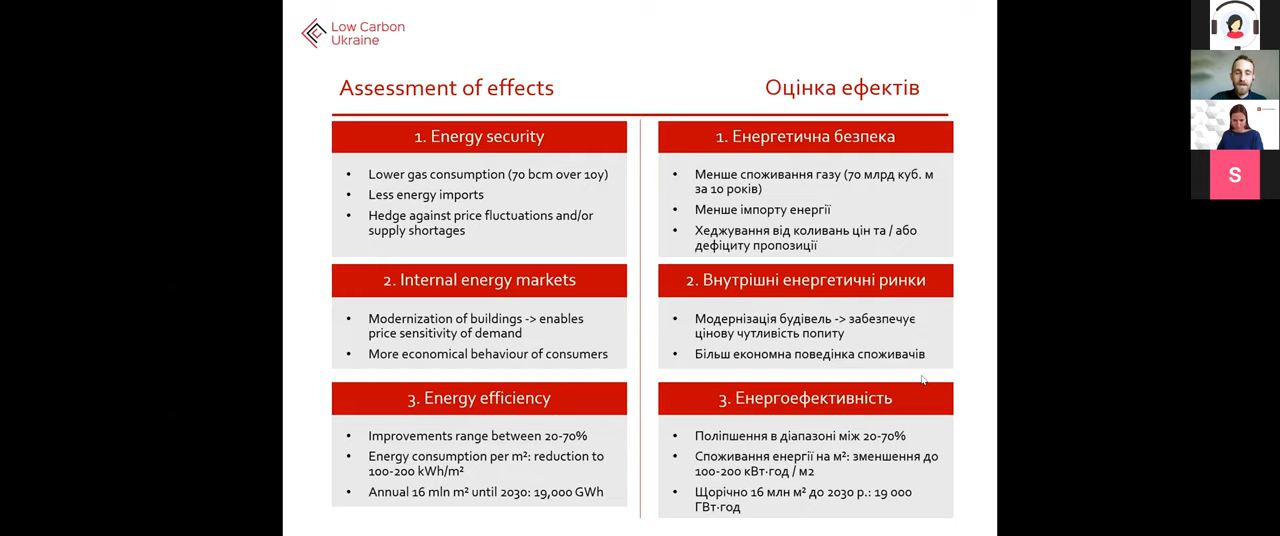 Low Carbon
Ukraine
Assessment of effects
1. Energy security
• Lower gas consumption (70 bcm over 10y)
• Less energy imports
• Hedge against price fluctuations and/or
supply shortages
2. Internal energy markets
• Modernization of buildings -> enables
price sensitivity of demand
• More economical behaviour of consumers
3. Energy efficiency
• Improvements range between 20-70%
• Energy consumption per m²: reduction to
100-200 kWh/m²
• Annual 16 mln m² until 2030: 19,000 GWh
Оцінка ефектів
1. Енергетична безпека
• Менше споживання газу (70 млрд куб. м
за 10 років)
• Менше імпорту енергії
• Хеджування від коливань цін та / або
дефіциту пропозиції
2. Внутрішні енергетичні ринки
• Модернізація будівель -> забезпечує
цінову чутливість попиту
• Більш економна поведінка споживачів
3. Енергоефективність
• Поліпшення в діапазоні між 20-70%
• Споживання енергії на м²: зменшення до
100-200 кВт·год / м2
• Щорічно 16 млн м² до 2030 р.: 19 000
ГВт·год
S